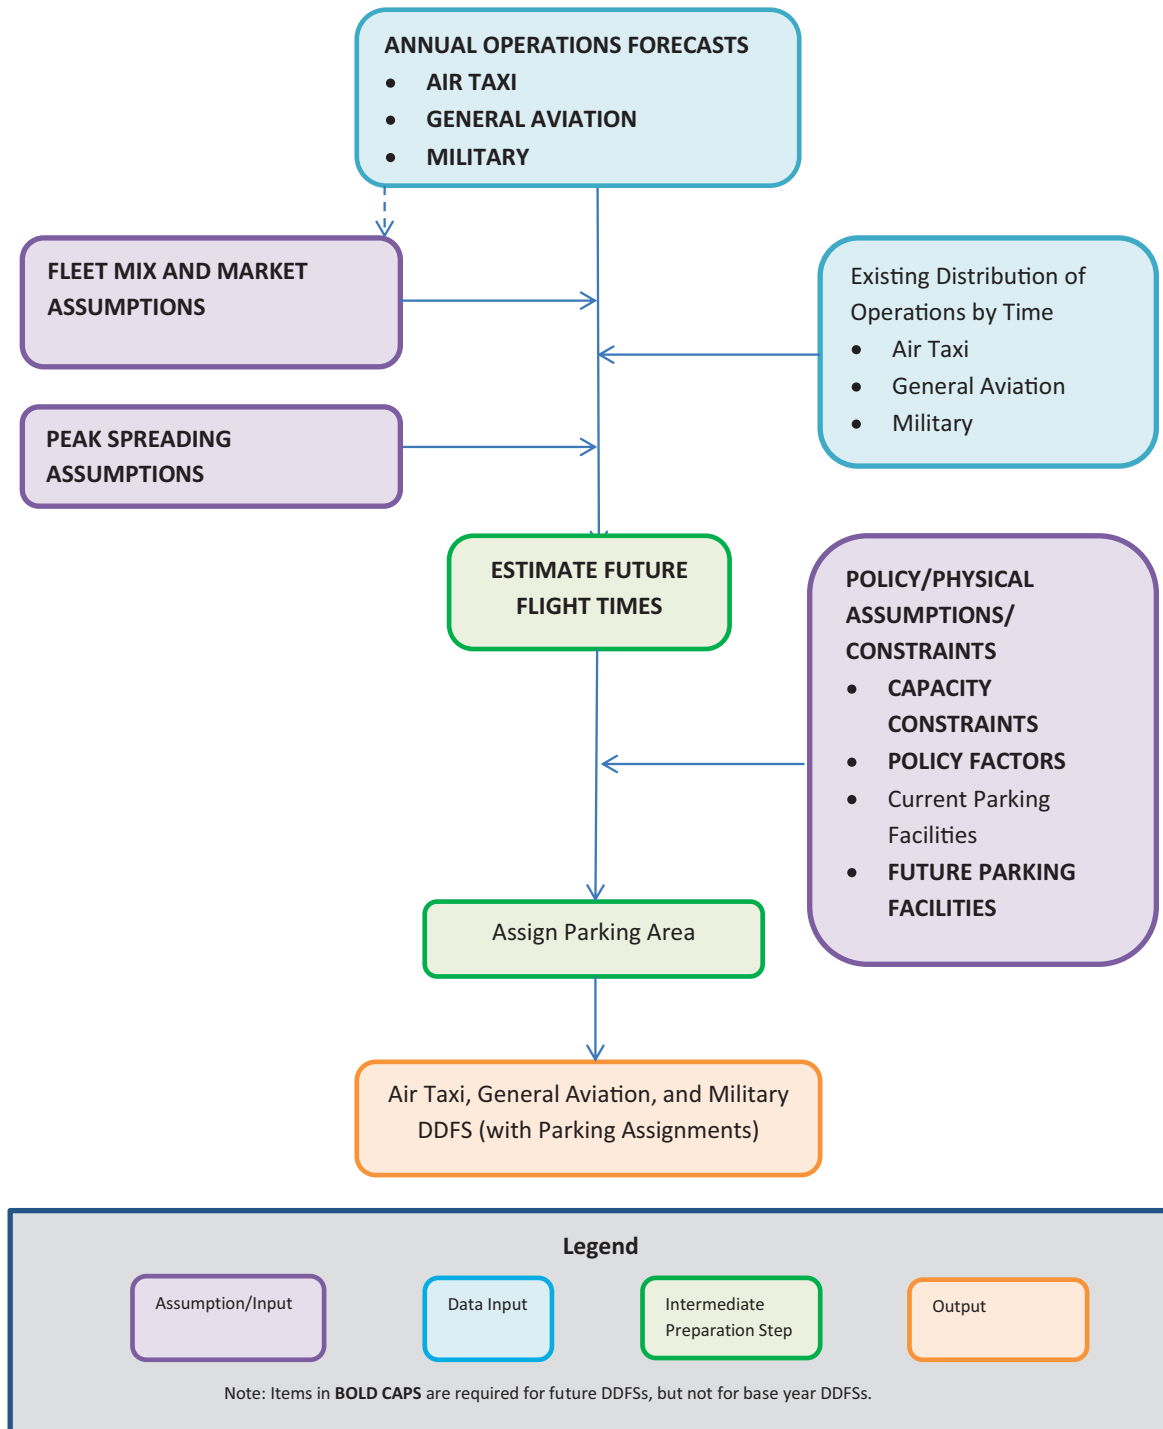 ANNUAL OPERATIONS FORECASTS
• AIR TAXI
• GENERAL AVIATION
• MILITARY
FLEET MIX AND MARKET
ASSUMPTIONS
Existing Distribution of
Operations by Time
• Air Taxi
• General Aviation
• Military
PEAK SPREADING
ASSUMPTIONS
ESTIMATE FUTURE
FLIGHT TIMES
POLICY/PHYSICAL
ASSUMPTIONS/
CONSTRAINTS
• CAPACITY
CONSTRAINTS
• POLICY FACTORS
• Current Parking
Facilities
• FUTURE PARKING
FACILITIES
Assign Parking Area
Air Taxi, General Aviation, and Military
DDFS (with Parking Assignments)
Legend
Assumption/Input
Data Input
Intermediate
Preparation Step
Output
Note: Items in BOLD CAPS are required for future DDFSs, but not for base year DDFSs.